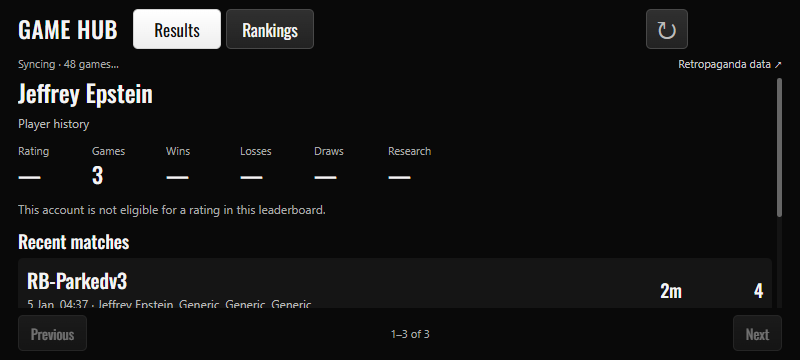 GAME HUB
Results
Rankings
↻
Syncing · 48 games...
Retropaganda data ↗
Jeffrey Epstein
Player history
Rating Games Wins Losses Draws Research
— 3 — — — —
This account is not eligible for a rating in this leaderboard.
Recent matches
RB-Parkedv3
2m
4
5 Jan, 04:37 · Jeffrey Epstein, Generic, Generic, Generic
Previous
1–3 of 3
Next